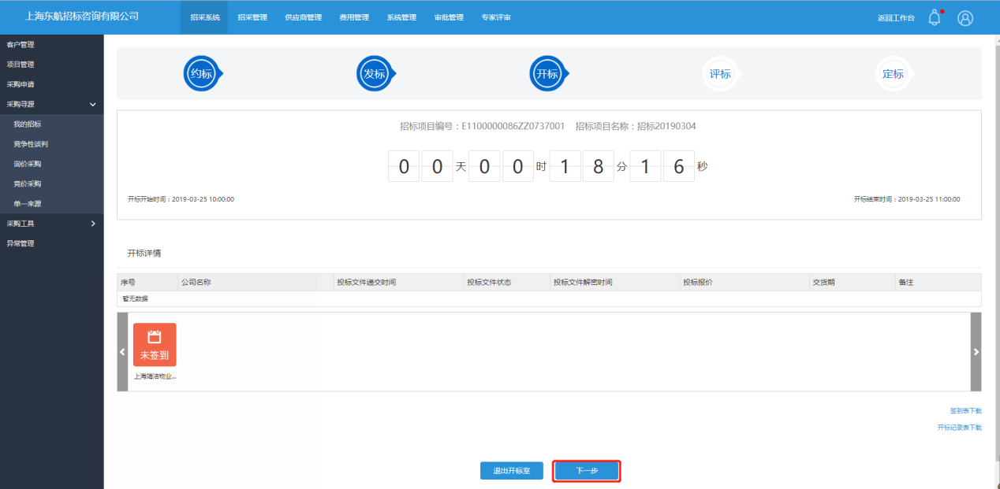 上海东航招标咨询有限公司 招采系统 招采管理 供应商管理 费用管理 系统管理 审批管理 专家评审 返回工作台
客户管理
项目管理
采购申请
采购寻源
我的招标
竞争性谈判
询价采购
竞价采购
单一来源
采购工具
异常管理
约标 发标 开标 评标 定标
招标项目编号：E1100000086ZZ0737001 招标项目名称：招标20190304
0 0 天 0 0 时 1 8 分 1 6 秒
开标开始时间：2019-03-25 10:00:00 开标结束时间：2019-03-25 11:00:00
开标详情
序号 公司名称 投标文件递交时间 投标文件状态 投标文件解密时间 投标报价 交货期 备注
暂无数据
未签到
上海靖洁物业...
签到表下载
开标记录表下载
退出开标室 下一步